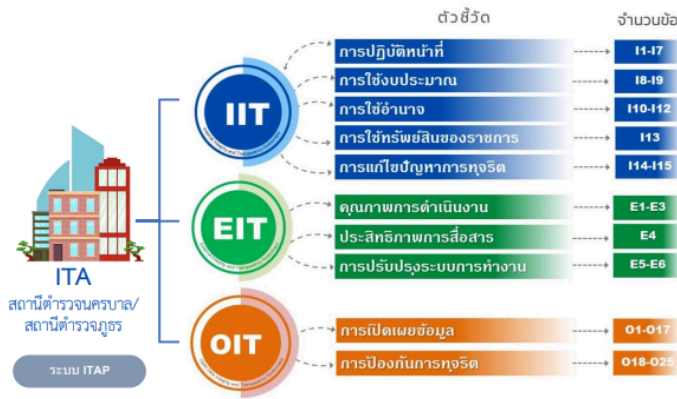 ตัวชี้วัด
จำนวนข้อ
IIT
การปฏิบัติหน้าที่
I1-I7
การใช้งบประมาณ
I8-I9
การใช้อำนาจ
I10-I12
การใช้ทรัพย์สินของราชการ
I13
การแก้ไขปัญหาการทุจริต
I14-I15
EIT
คุณภาพการดำเนินงาน
E1-E3
ประสิทธิภาพการสื่อสาร
E4
การปรับปรุงระบบการทำงาน
E5-E6
ITA
สถานีตำรวจนครบาล/
สถานีตำรวจภูธร
ระบบ ITAP
OIT
การเปิดเผยข้อมูล
O1-O17
การป้องกันการทุจริต
O18-O25